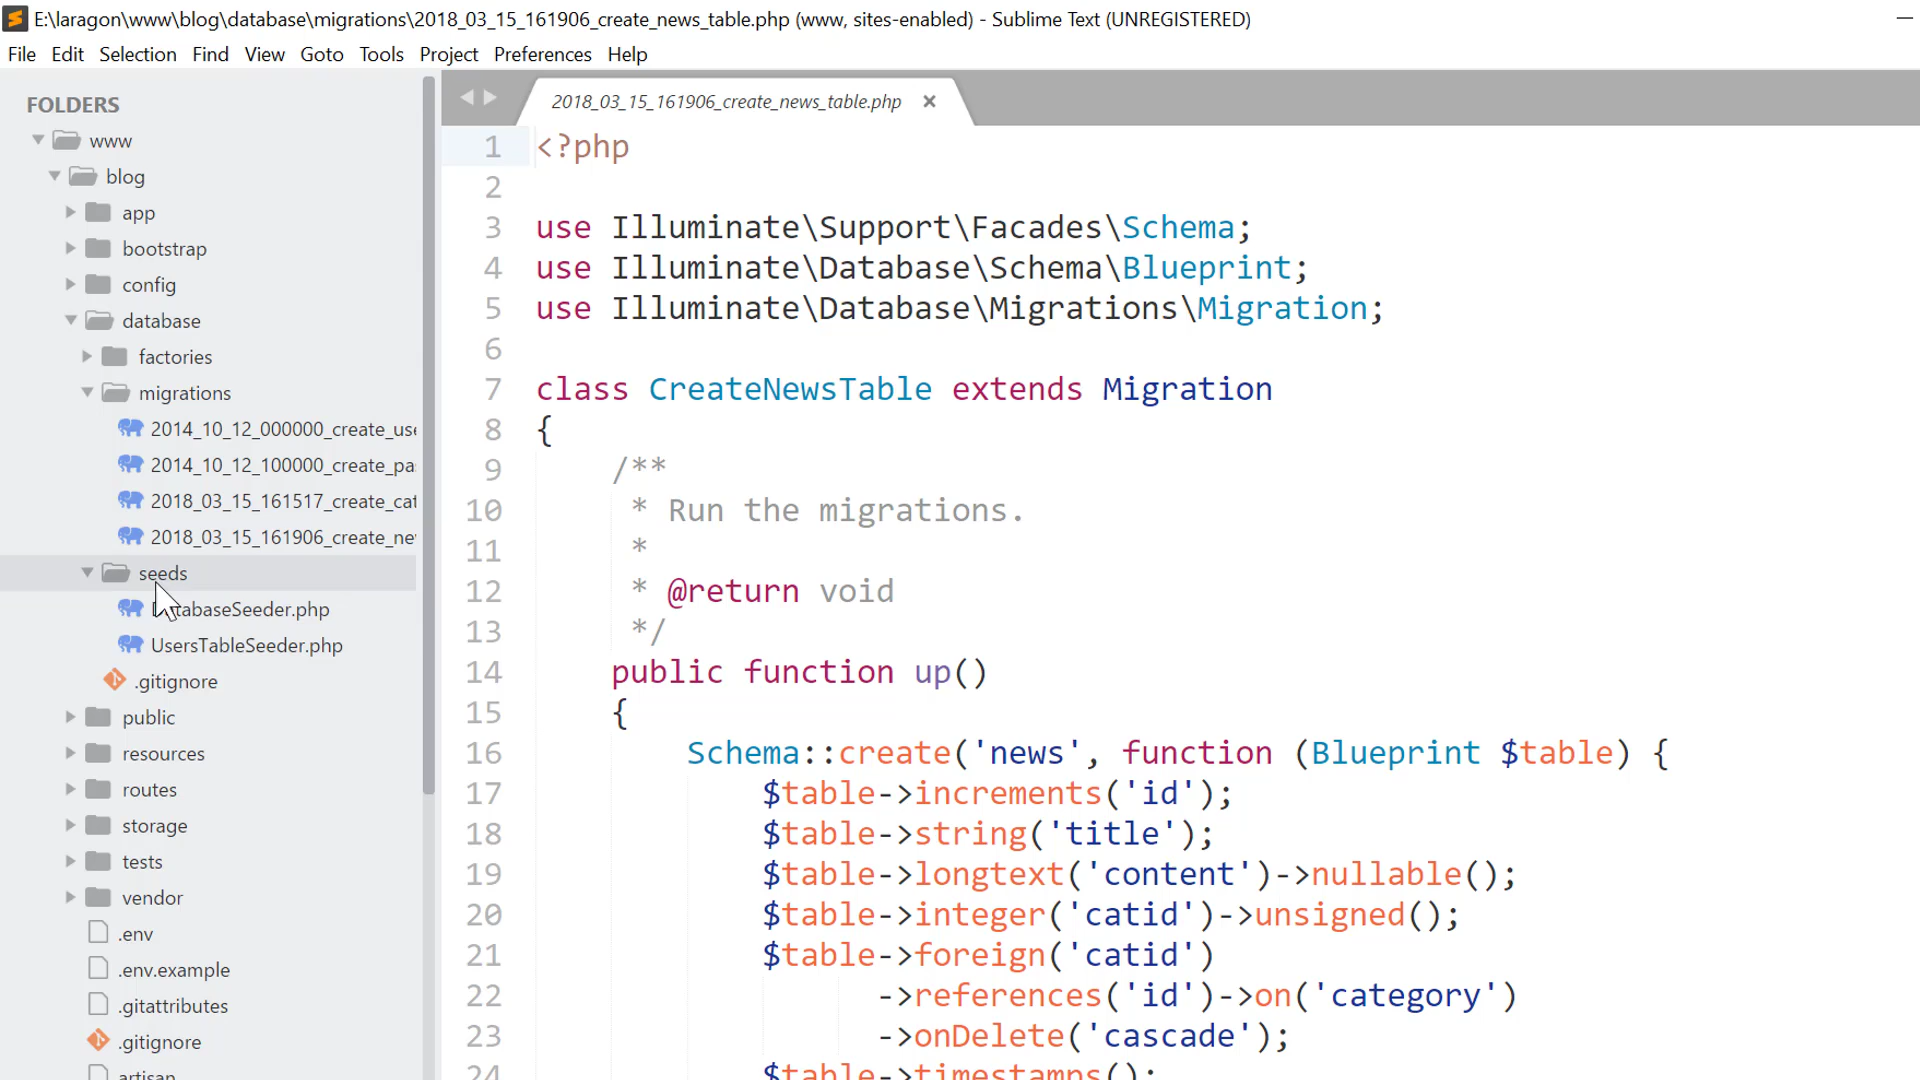 E:\laragon\www\blog\database\migrations\2018_03_15_161906_create_news_table.php (www, sites-enabled) - Sublime Text (UNREGISTERED)
File Edit Selection Find View Goto Tools Project Preferences Help
FOLDERS
www
blog
app
bootstrap
config
database
factories
migrations
2014_10_12_000000_create_use
2014_10_12_100000_create_pa
2018_03_15_161517_create_cat
2018_03_15_161906_create_ne
seeds
DatabaseSeeder.php
UsersTableSeeder.php
.gitignore
public
resources
routes
storage
tests
vendor
.env
.env.example
.gitattributes
.gitignore
artisan
2018_03_15_161906_create_news_table.php ×
1 <?php
2
3 use Illuminate\Support\Facades\Schema;
4 use Illuminate\Database\Schema\Blueprint;
5 use Illuminate\Database\Migrations\Migration;
6
7 class CreateNewsTable extends Migration
8 {
9 /**
10 * Run the migrations.
11 *
12 * @return void
13 */
14 public function up()
15 {
16 Schema::create('news', function (Blueprint $table) {
17 $table->increments('id');
18 $table->string('title');
19 $table->longtext('content')->nullable();
20 $table->integer('catid')->unsigned();
21 $table->foreign('catid')
22 ->references('id')->on('category')
23 ->onDelete('cascade');
24 $table->timestamps();